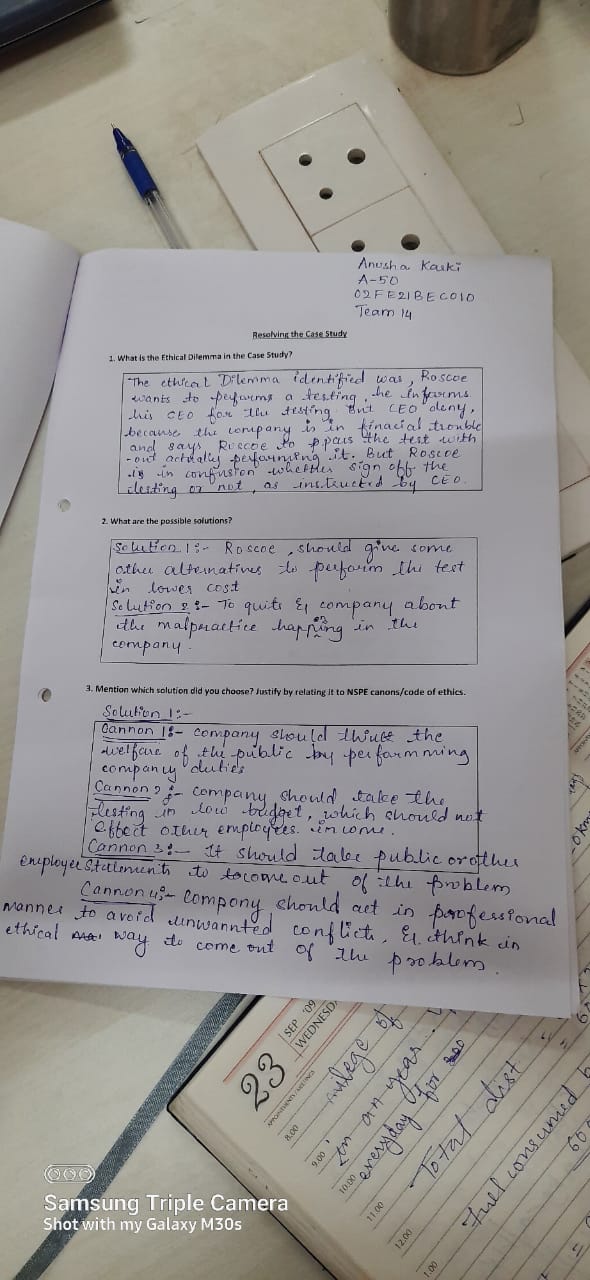 Anusha Karki
A-50
02FE21BEC010
Team 14
Resolving the Case Study
1. What is the Ethical Dilemma in the Case Study?
The ethical Dilemma identified was, Roscoe
wants to performs a testing, he informs
his CEO for the testing but CEO deny,
because the company is in finacial trouble
and says Roscoe to ppass the test with
-out actually performing it. But Roscoe
is in confusion whether sign off the
testing or not, as instructed by CEO.
2. What are the possible solutions?
Solution 1:- Roscoe, should give some
other alternatives to perform the test
in lower cost
Solution 2:- To quits & company about
the malpractice happing in the
company.
3. Mention which solution did you choose? Justify by relating it to NSPE canons/code of ethics.
Solution 1:-
Cannon 1:- company should think the
welfare of the public by performming
company duties
Cannon 2:- company should take the
testing in low budget, which should not
effect other employees income.
Cannon 3:- It should take public or other
employee Statements to tocome out of the problem
Cannon 4:- Company should act in professional
manner to avoid unwannted conflicts, & think in
ethical way to come out of the problem.
23
SEP '09
WEDNESD
APPOINTMENTS/MEETINGS
8.00
9.00
in an year
10.00
everyday for
11.00
Total dist
12.00
Fuel consumed
1.00
60
Samsung Triple Camera
Shot with my Galaxy M30s